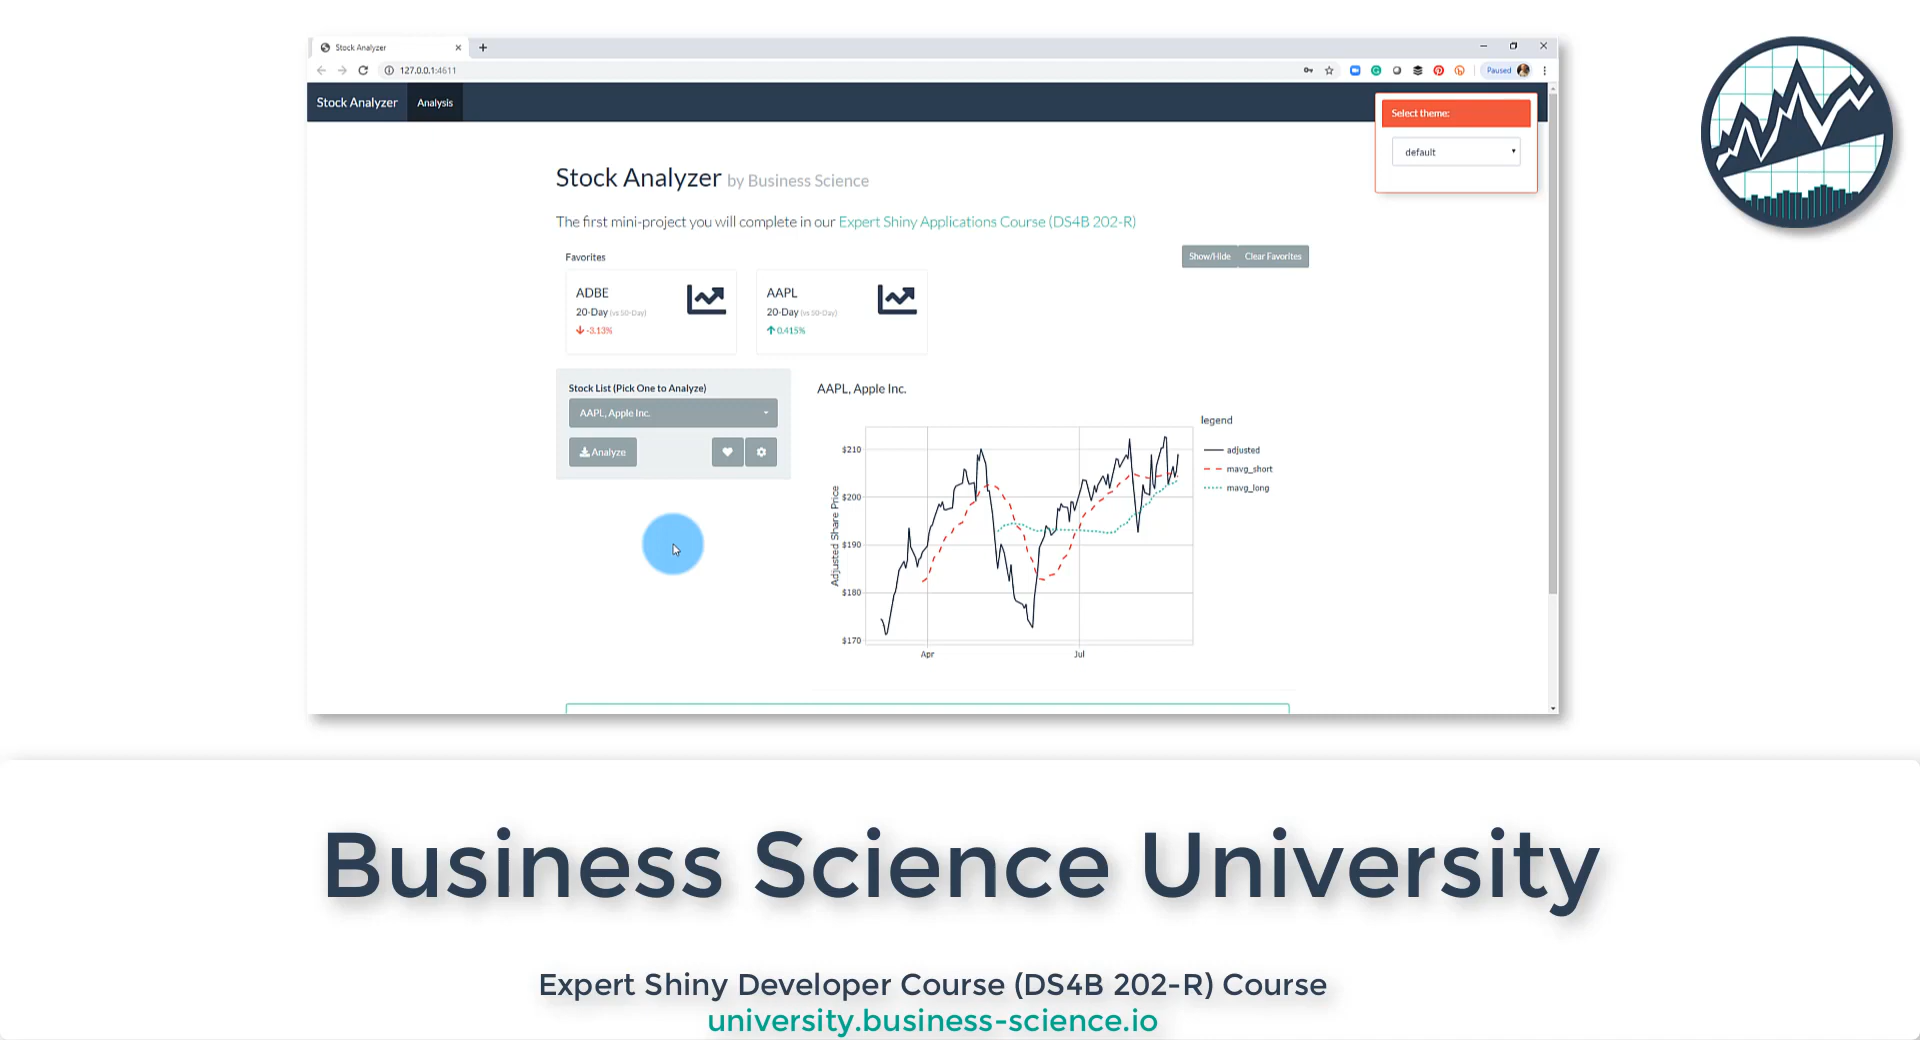 Stock Analyzer
127.0.0.1:4611
Paused
Stock Analyzer Analysis
Select theme:
default
Stock Analyzer by Business Science
The first mini-project you will complete in our Expert Shiny Applications Course (DS4B 202-R)
Favorites
Show/Hide Clear Favorites
ADBE
20-Day (vs 50-Day)
-3.13%
AAPL
20-Day (vs 50-Day)
0.415%
Stock List (Pick One to Analyze)
AAPL, Apple Inc.
Analyze
AAPL, Apple Inc.
legend
adjusted
mavg_short
mavg_long
Adjusted Share Price
$210
$200
$190
$180
$170
Apr Jul
Business Science University
Expert Shiny Developer Course (DS4B 202-R) Course
university.business-science.io